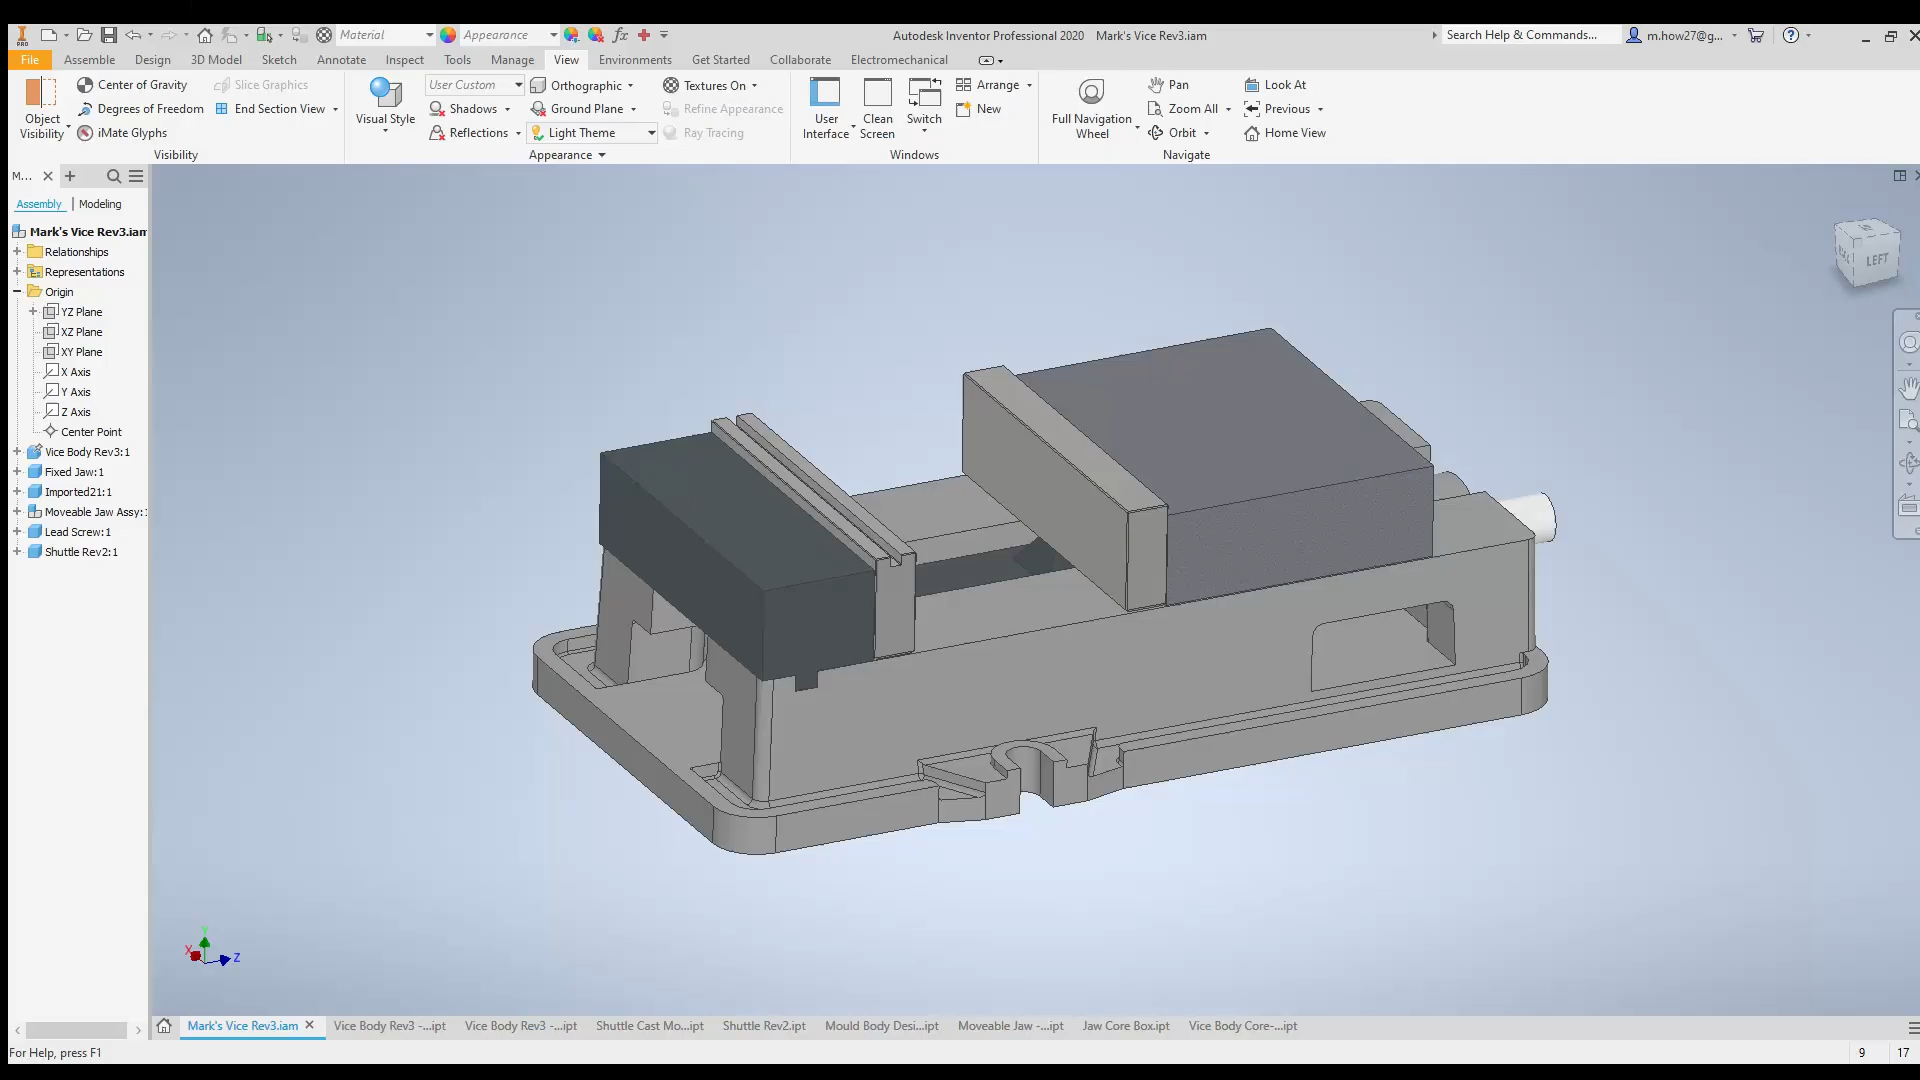 PRO
Material
Appearance
fx
Autodesk Inventor Professional 2020 Mark's Vice Rev3.iam
Search Help & Commands...
m.how27@g...
File Assemble Design 3D Model Sketch Annotate Inspect Tools Manage View Environments Get Started Collaborate Electromechanical
Object
Visibility
Center of Gravity
Degrees of Freedom
iMate Glyphs
Slice Graphics
End Section View
Visibility
Visual Style
User Custom
Shadows
Reflections
Orthographic
Ground Plane
Light Theme
Textures On
Refine Appearance
Ray Tracing
Appearance
User
Interface
Clean
Screen
Switch
Arrange
New
Windows
Full Navigation
Wheel
Pan
Zoom All
Orbit
Look At
Previous
Home View
Navigate
M...
Assembly | Modeling
Mark's Vice Rev3.iam
Relationships
Representations
Origin
YZ Plane
XZ Plane
XY Plane
X Axis
Y Axis
Z Axis
Center Point
Vice Body Rev3:1
Fixed Jaw:1
Imported21:1
Moveable Jaw Assy:
Lead Screw:1
Shuttle Rev2:1
LEFT
Y
X
Z
Mark's Vice Rev3.iam
Vice Body Rev3 -...ipt
Vice Body Rev3 -...ipt
Shuttle Cast Mo...ipt
Shuttle Rev2.ipt
Mould Body Desi...ipt
Moveable Jaw -...ipt
Jaw Core Box.ipt
Vice Body Core-...ipt
For Help, press F1
9 17